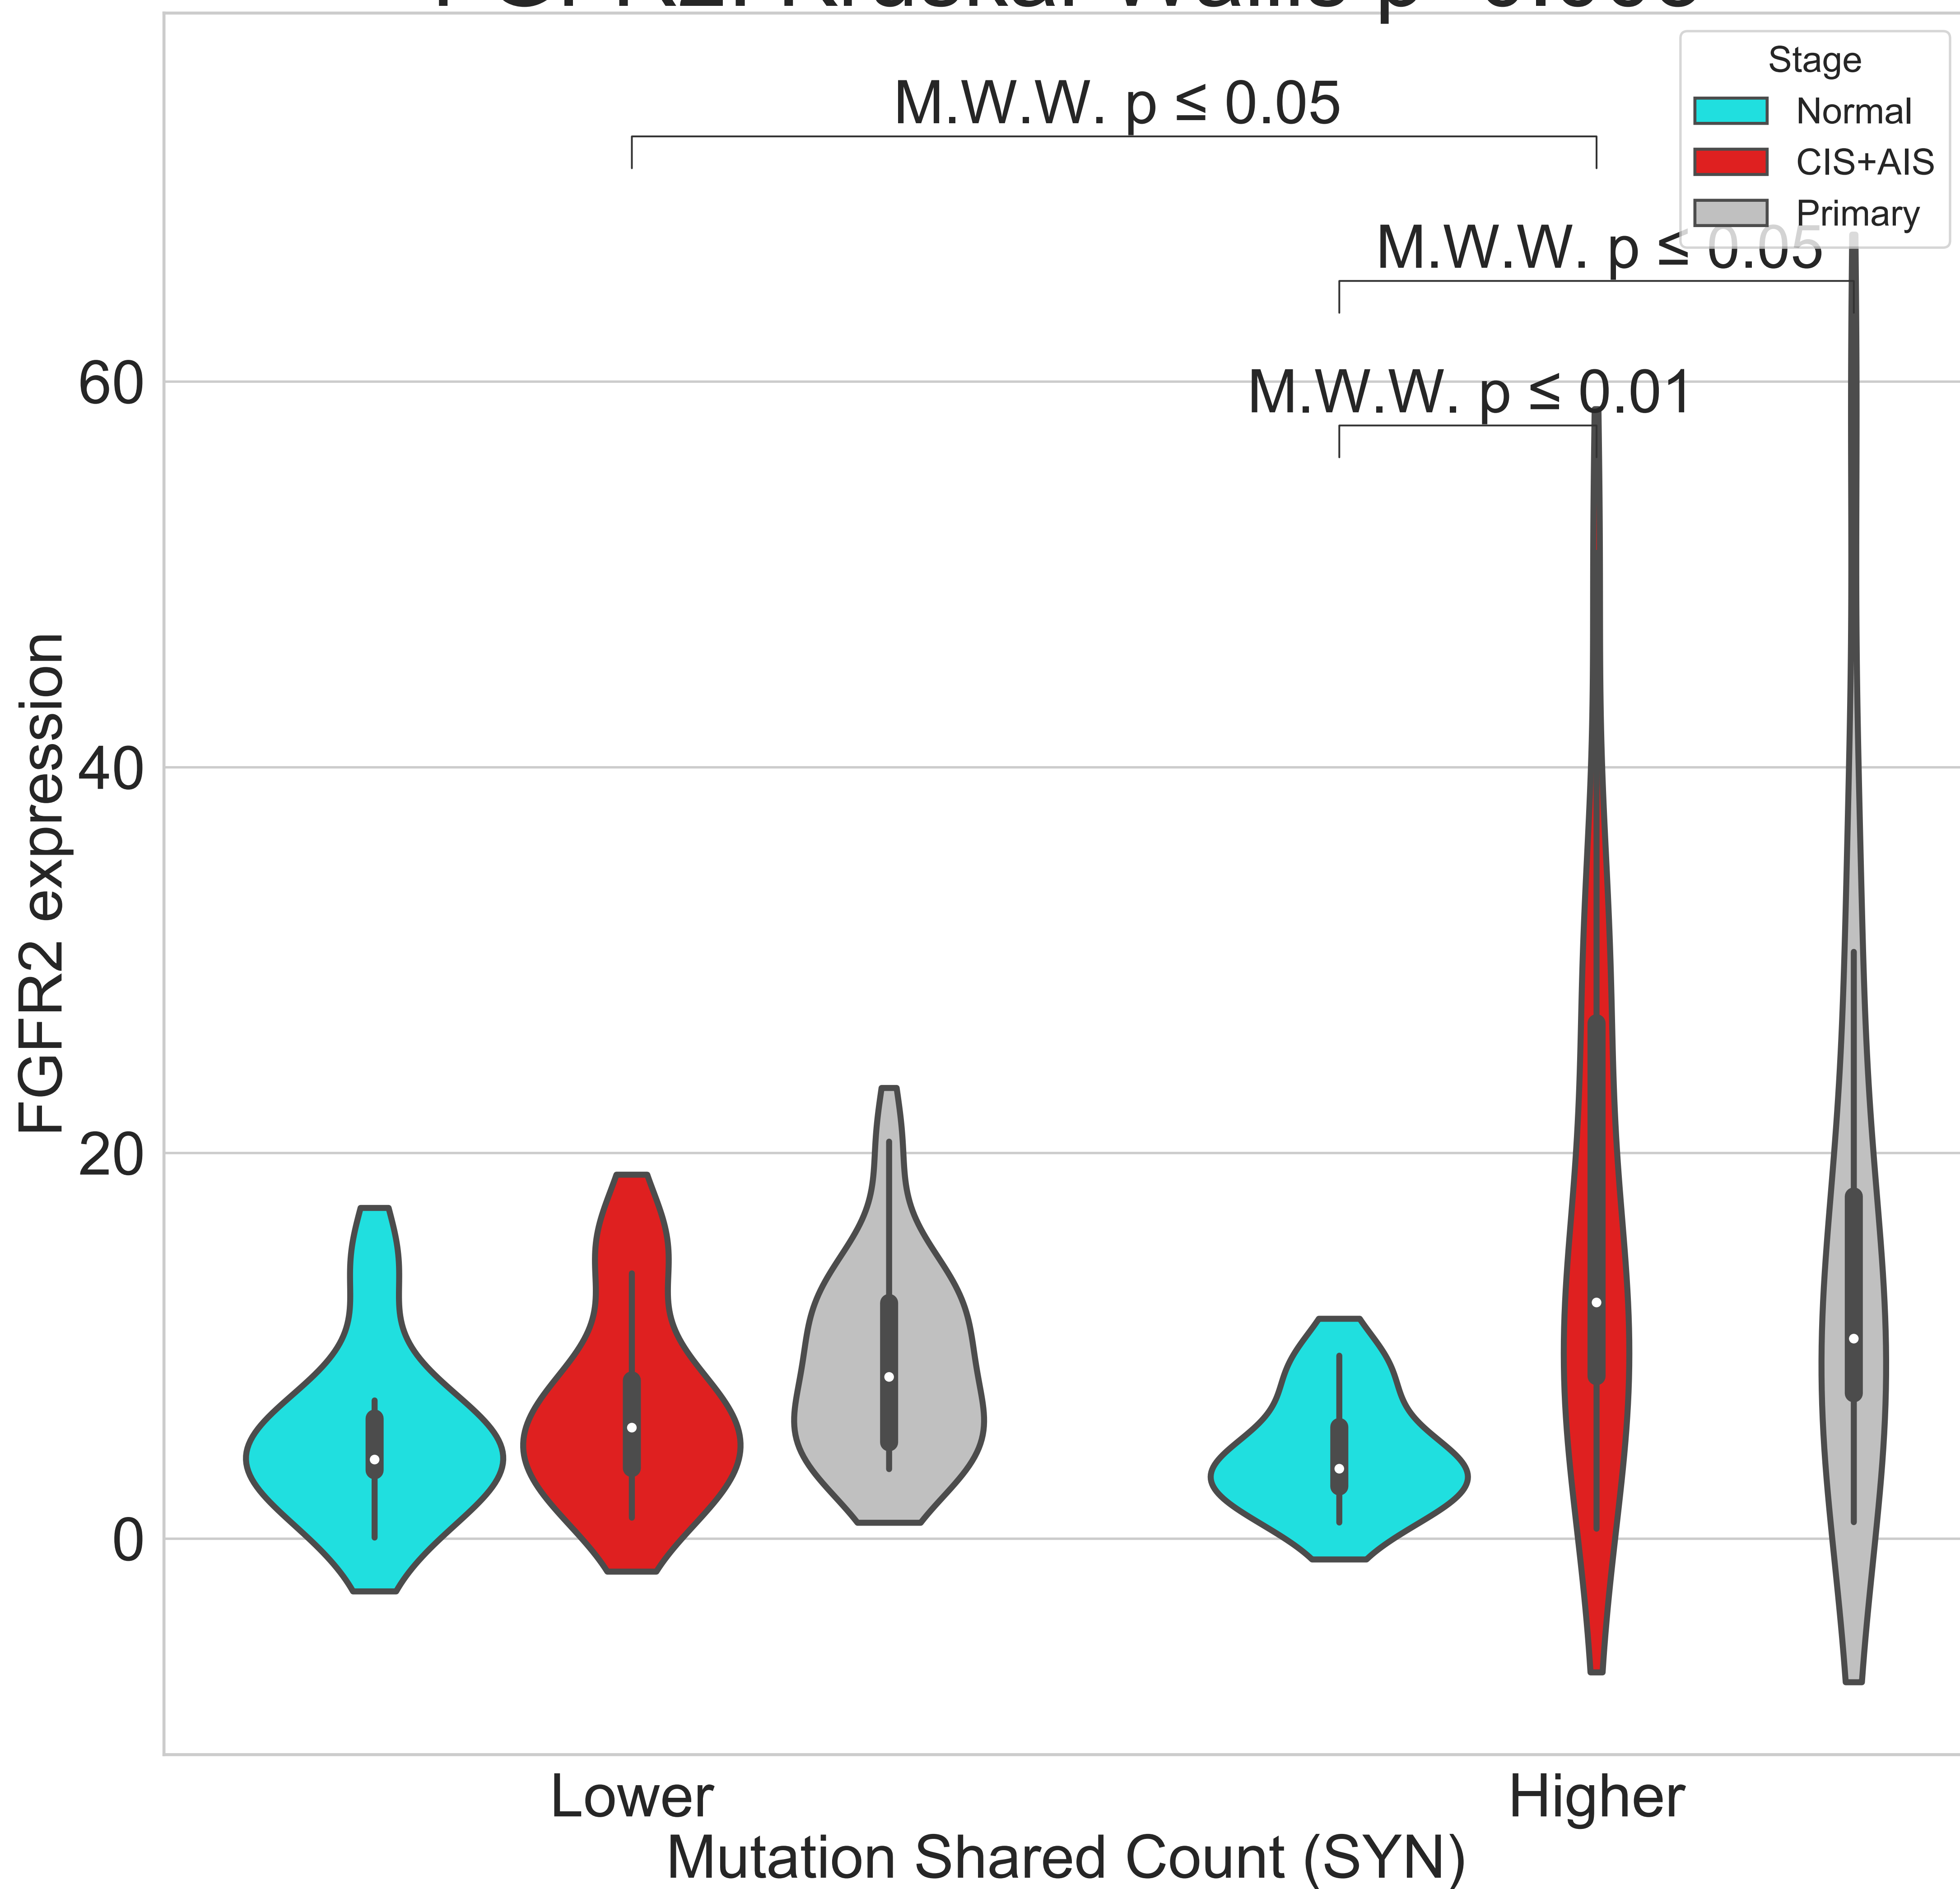 M.W.W. p ≤ 0.05
Stage
Normal
CIS+AIS
Primary
M.W.W. p ≤ 0.05
M.W.W. p ≤ 0.01
60
40
20
0
FGFR2 expression
Lower
Higher
Mutation Shared Count (SYN)